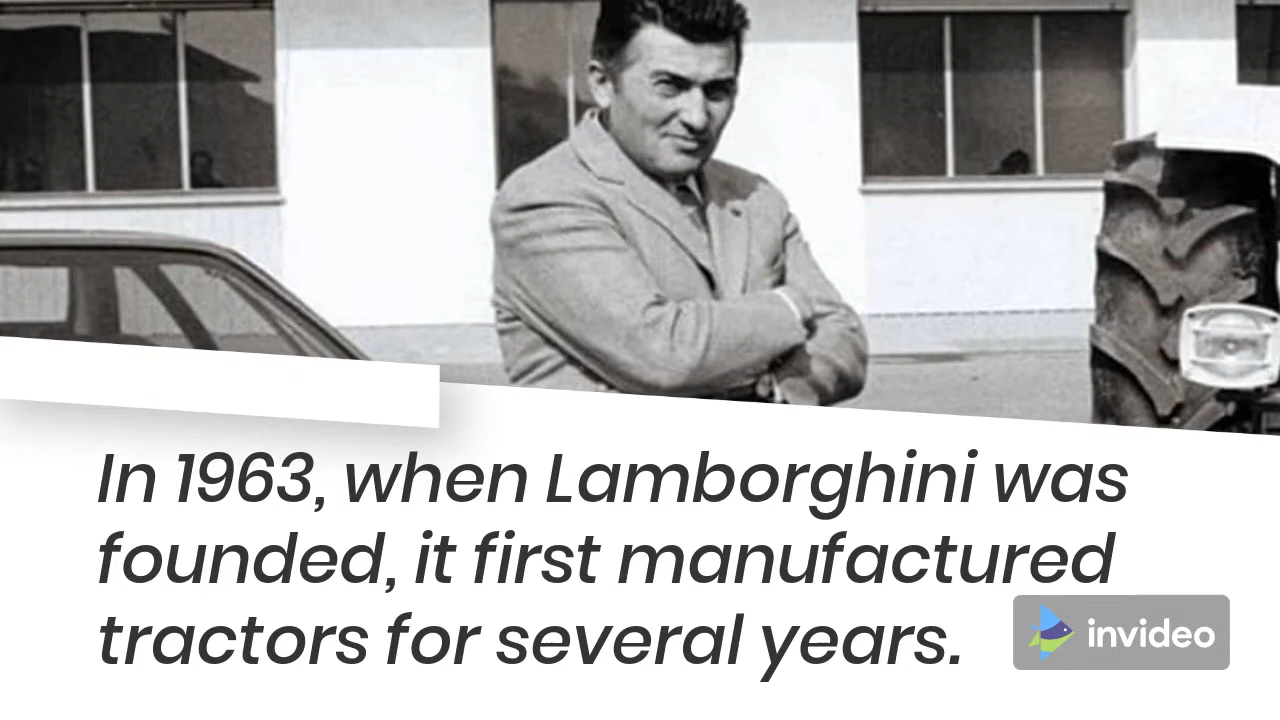 In 1963, when Lamborghini was
founded, it first manufactured
tractors for several years.
invideo